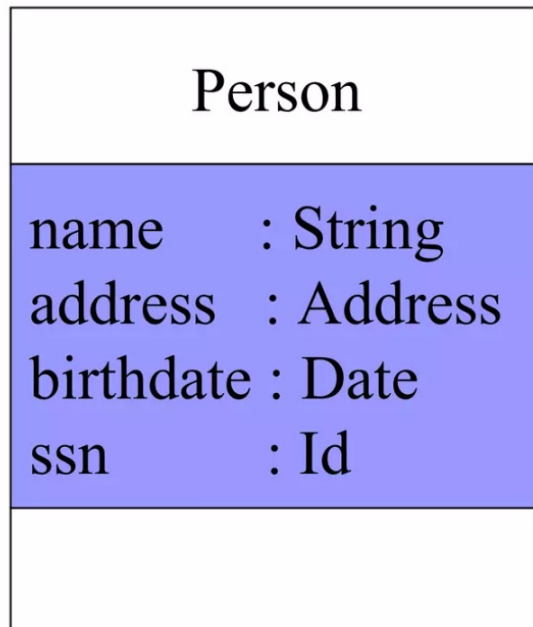 Person
name : String
address : Address
birthdate : Date
ssn : Id